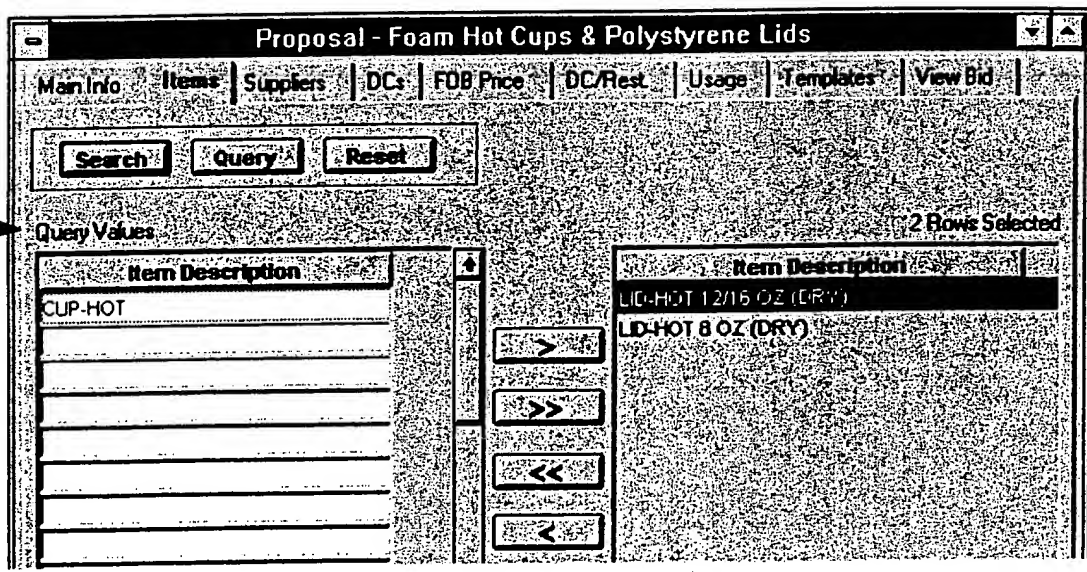 Proposal - Foam Hot Cups & Polystyrene Lids
Main Info Items Suppliers DCs FOB Price DC/Rest. Usage Templates View Bid
Search Query Reset
Query Values 2 Rows Selected
Item Description Item Description
CUP-HOT LID-HOT 12/16 OZ (DRY)
LID-HOT 8 OZ (DRY)
>
>>
<<
<